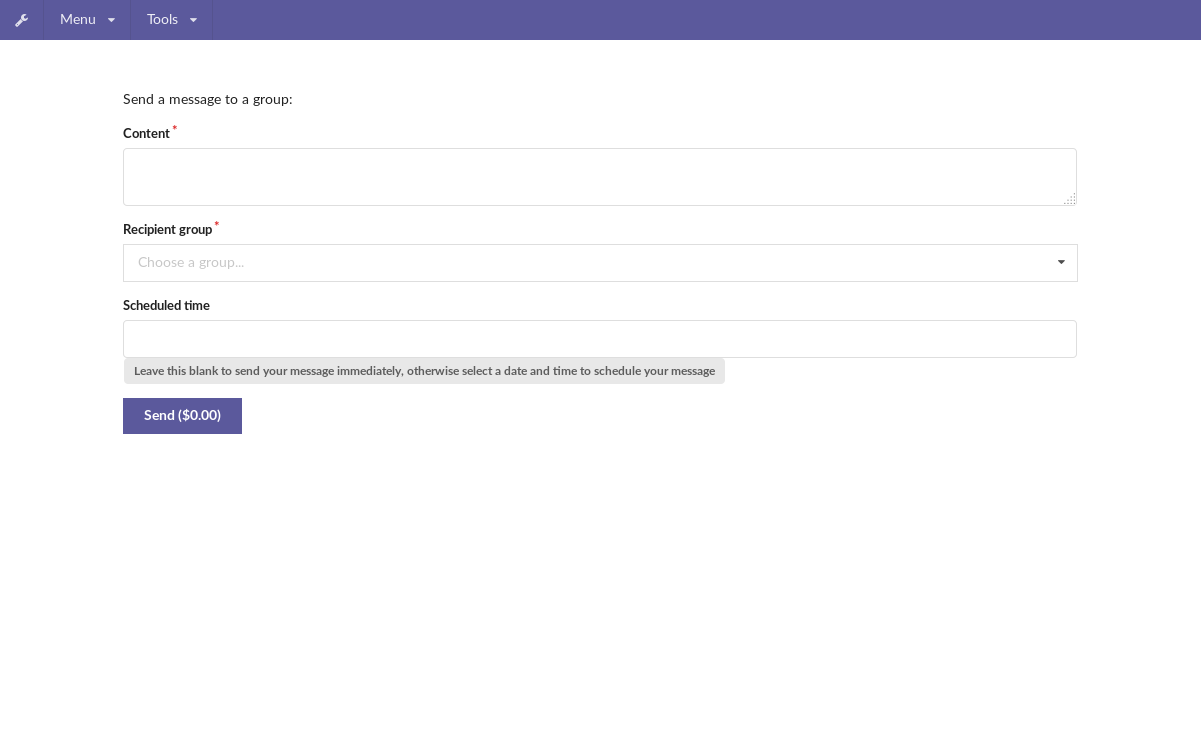 Menu
Tools
Send a message to a group:
Content*
Recipient group*
Choose a group...
Scheduled time
Leave this blank to send your message immediately, otherwise select a date and time to schedule your message
Send ($0.00)